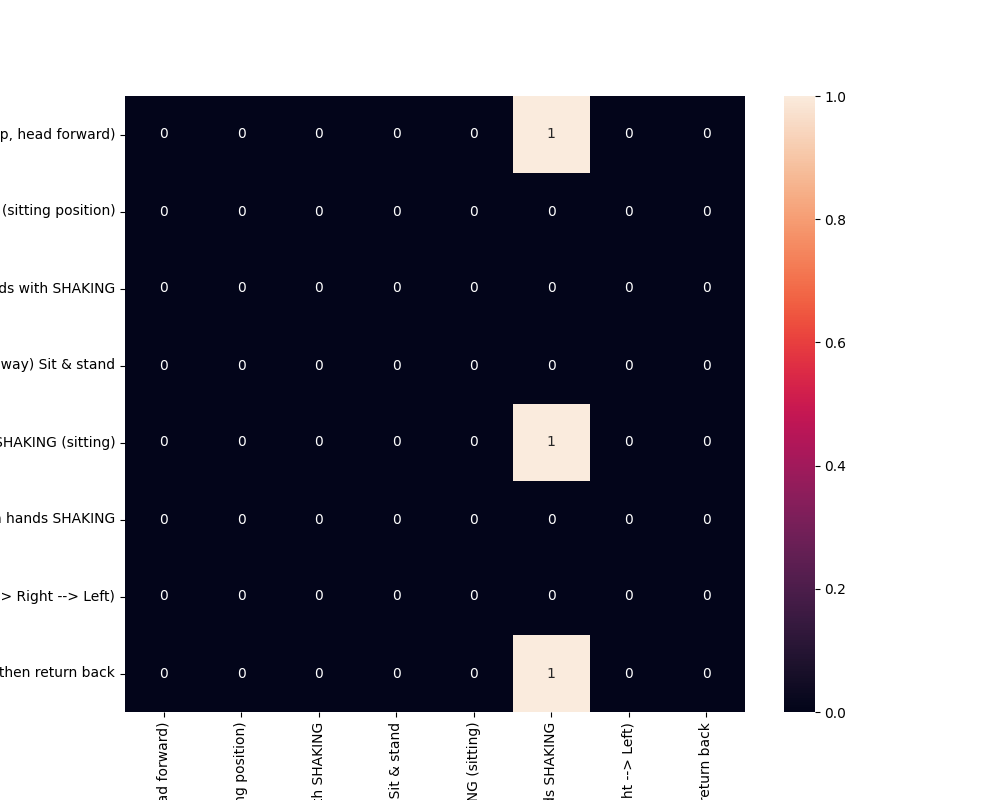 p, head forward) 0 0 0 0 0 1 0 0 1.0
(sitting position) 0 0 0 0 0 0 0 0 0.8
ds with SHAKING 0 0 0 0 0 0 0 0
way) Sit & stand 0 0 0 0 0 0 0 0 0.6
SHAKING (sitting) 0 0 0 0 0 1 0 0 0.4
hands SHAKING 0 0 0 0 0 0 0 0
> Right --> Left) 0 0 0 0 0 0 0 0 0.2
then return back 0 0 0 0 0 1 0 0 0.0
ad forward)
ng position)
th SHAKING
Sit & stand
NG (sitting)
ds SHAKING
ht --> Left)
return back